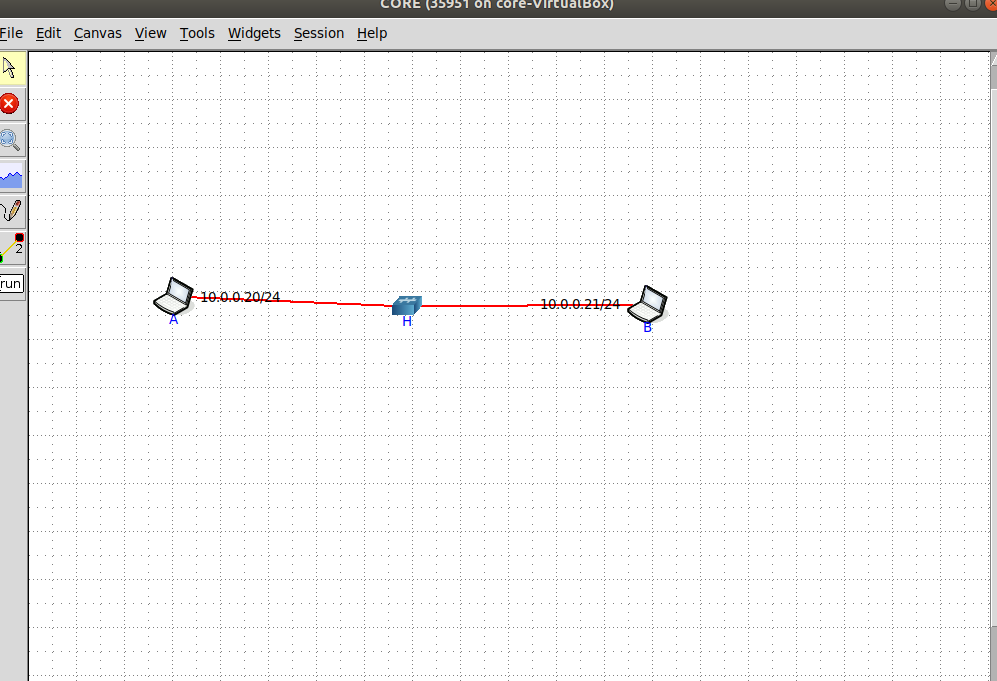 CORE (35951 on core-VirtualBox)
File Edit Canvas View Tools Widgets Session Help
2
run
10.0.0.20/24
10.0.0.21/24
A
H
B